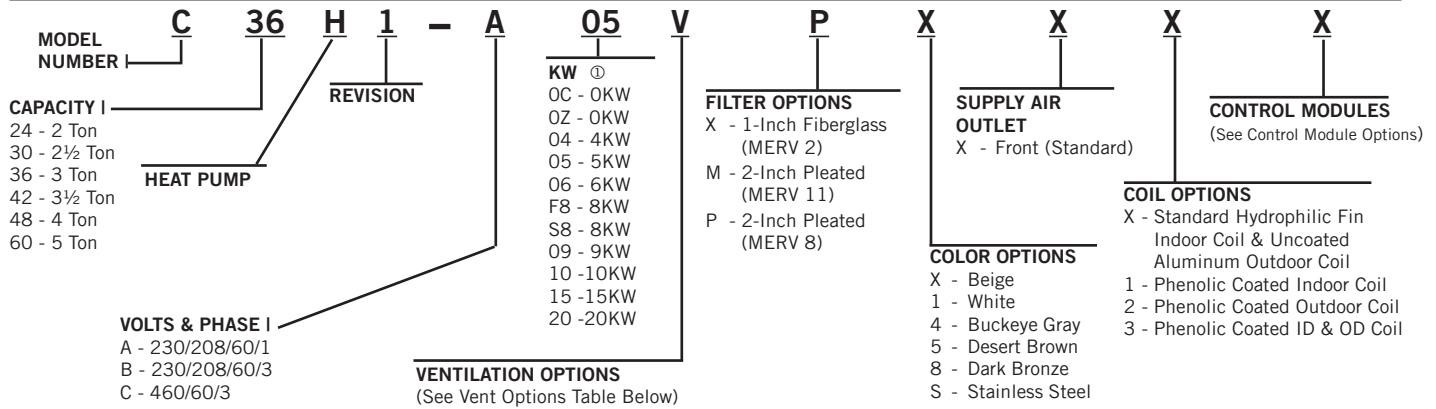 C 36 H 1 – A 05 V P X X X X
MODEL
NUMBER
CAPACITY
24 - 2 Ton
30 - 2½ Ton
36 - 3 Ton
42 - 3½ Ton
48 - 4 Ton
60 - 5 Ton
HEAT PUMP
REVISION
VOLTS & PHASE
A - 230/208/60/1
B - 230/208/60/3
C - 460/60/3
KW ①
0C - 0KW
0Z - 0KW
04 - 4KW
05 - 5KW
06 - 6KW
F8 - 8KW
S8 - 8KW
09 - 9KW
10 -10KW
15 -15KW
20 -20KW
VENTILATION OPTIONS
(See Vent Options Table Below)
FILTER OPTIONS
X - 1-Inch Fiberglass
(MERV 2)
M - 2-Inch Pleated
(MERV 11)
P - 2-Inch Pleated
(MERV 8)
COLOR OPTIONS
X - Beige
1 - White
4 - Buckeye Gray
5 - Desert Brown
8 - Dark Bronze
S - Stainless Steel
SUPPLY AIR
OUTLET
X - Front (Standard)
COIL OPTIONS
X - Standard Hydrophilic Fin
Indoor Coil & Uncoated
Aluminum Outdoor Coil
1 - Phenolic Coated Indoor Coil
2 - Phenolic Coated Outdoor Coil
3 - Phenolic Coated ID & OD Coil
CONTROL MODULES
(See Control Module Options)